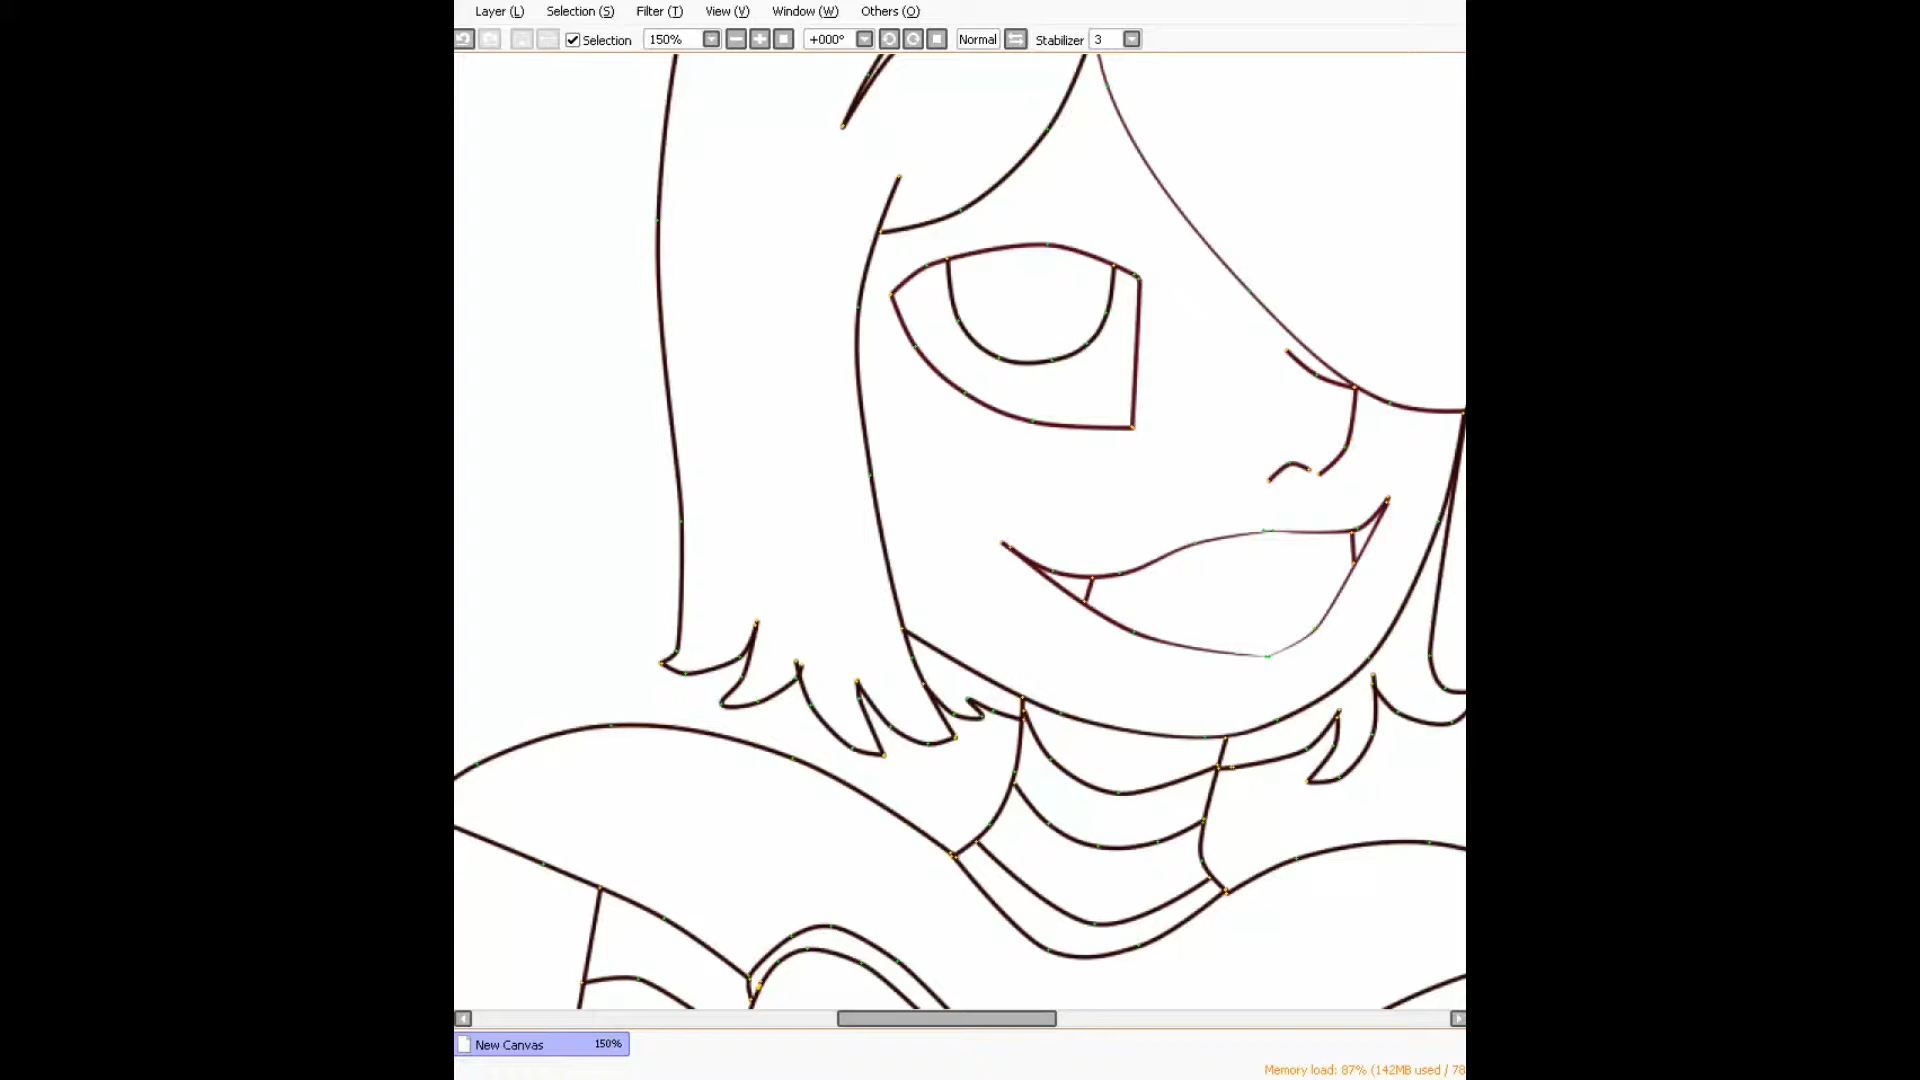 Layer (L) Selection (S) Filter (T) View (V) Window (W) Others (O)
Selection 150% +000° Normal Stabilizer 3
New Canvas 150%
Memory load: 87% (142MB used / 78